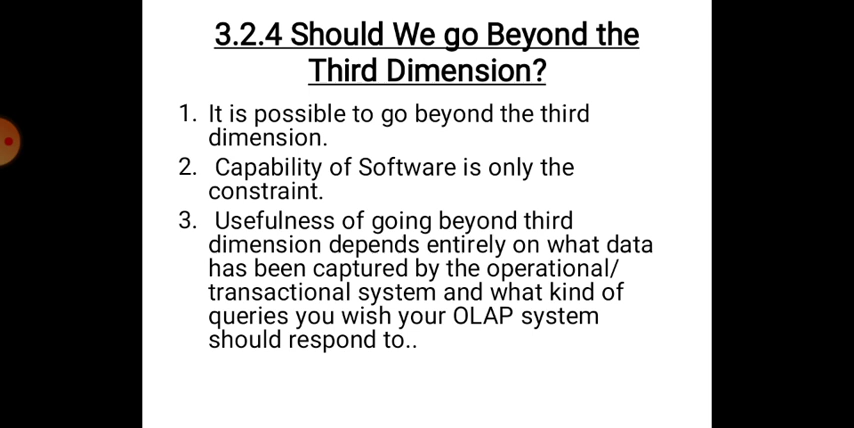 3.2.4 Should We go Beyond the
Third Dimension?
1. It is possible to go beyond the third
dimension.
2. Capability of Software is only the
constraint.
3. Usefulness of going beyond third
dimension depends entirely on what data
has been captured by the operational/
transactional system and what kind of
queries you wish your OLAP system
should respond to..